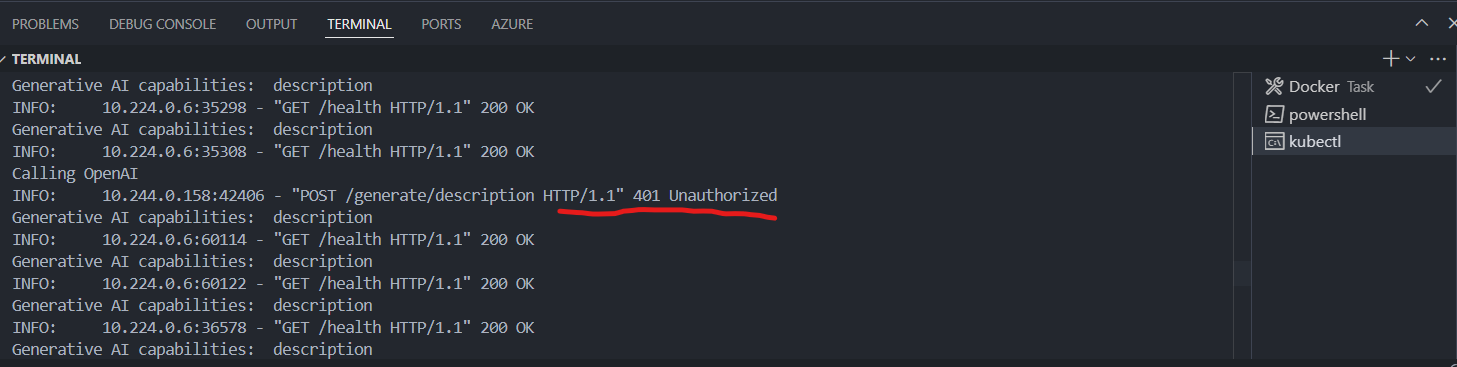 PROBLEMS DEBUG CONSOLE OUTPUT TERMINAL PORTS AZURE
TERMINAL
Generative AI capabilities:  description
INFO:     10.224.0.6:35298 - "GET /health HTTP/1.1" 200 OK
Generative AI capabilities:  description
INFO:     10.224.0.6:35308 - "GET /health HTTP/1.1" 200 OK
Calling OpenAI
INFO:     10.244.0.158:42406 - "POST /generate/description HTTP/1.1" 401 Unauthorized
Generative AI capabilities:  description
INFO:     10.224.0.6:60114 - "GET /health HTTP/1.1" 200 OK
Generative AI capabilities:  description
INFO:     10.224.0.6:60122 - "GET /health HTTP/1.1" 200 OK
Generative AI capabilities:  description
INFO:     10.224.0.6:36578 - "GET /health HTTP/1.1" 200 OK
Generative AI capabilities:  description
Docker Task
powershell
kubectl